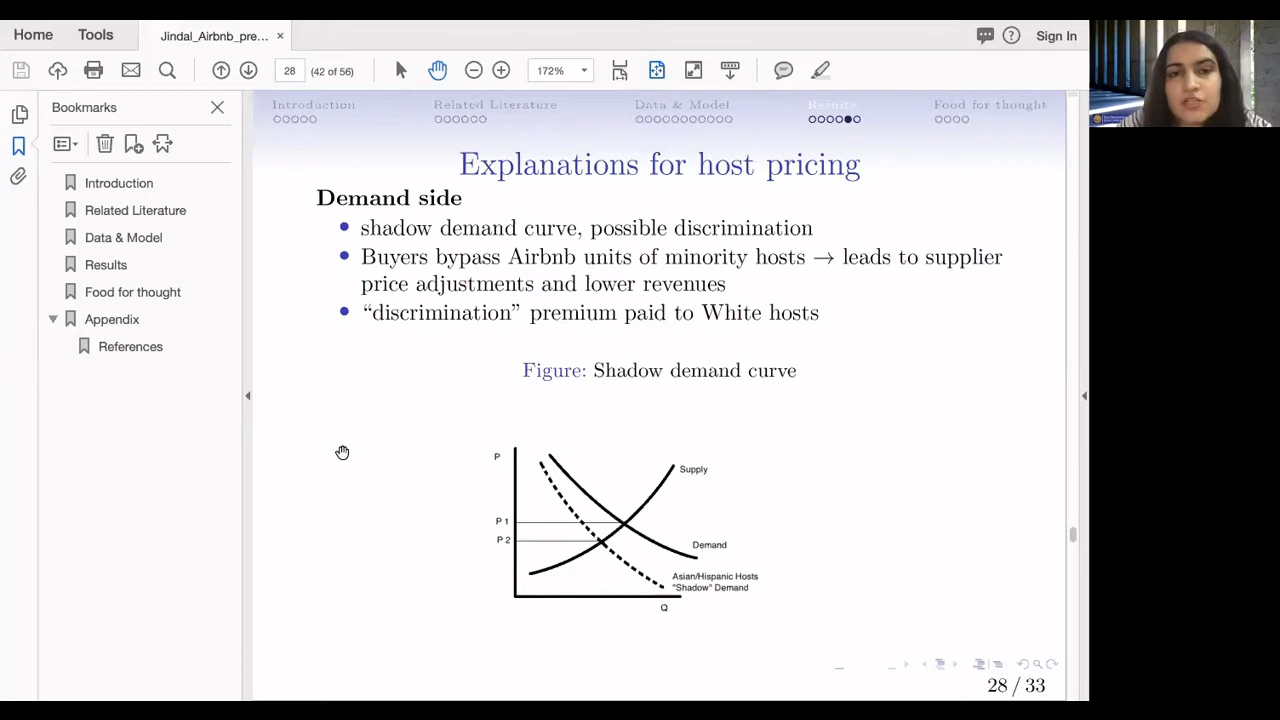 Home
Tools
Jindal_Airbnb_pre...
×
Sign In
28
(42 of 56)
172%
Bookmarks
Introduction
Related Literature
Data & Model
Results
Food for thought
Appendix
References
Introduction
Related Literature
Data & Model
Results
Food for thought
Explanations for host pricing
Demand side
• shadow demand curve, possible discrimination
• Buyers bypass Airbnb units of minority hosts → leads to supplier
price adjustments and lower revenues
• “discrimination” premium paid to White hosts
Figure: Shadow demand curve
P
Supply
P 1
P 2
Demand
Asian/Hispanic Hosts
"Shadow" Demand
Q
28 / 33